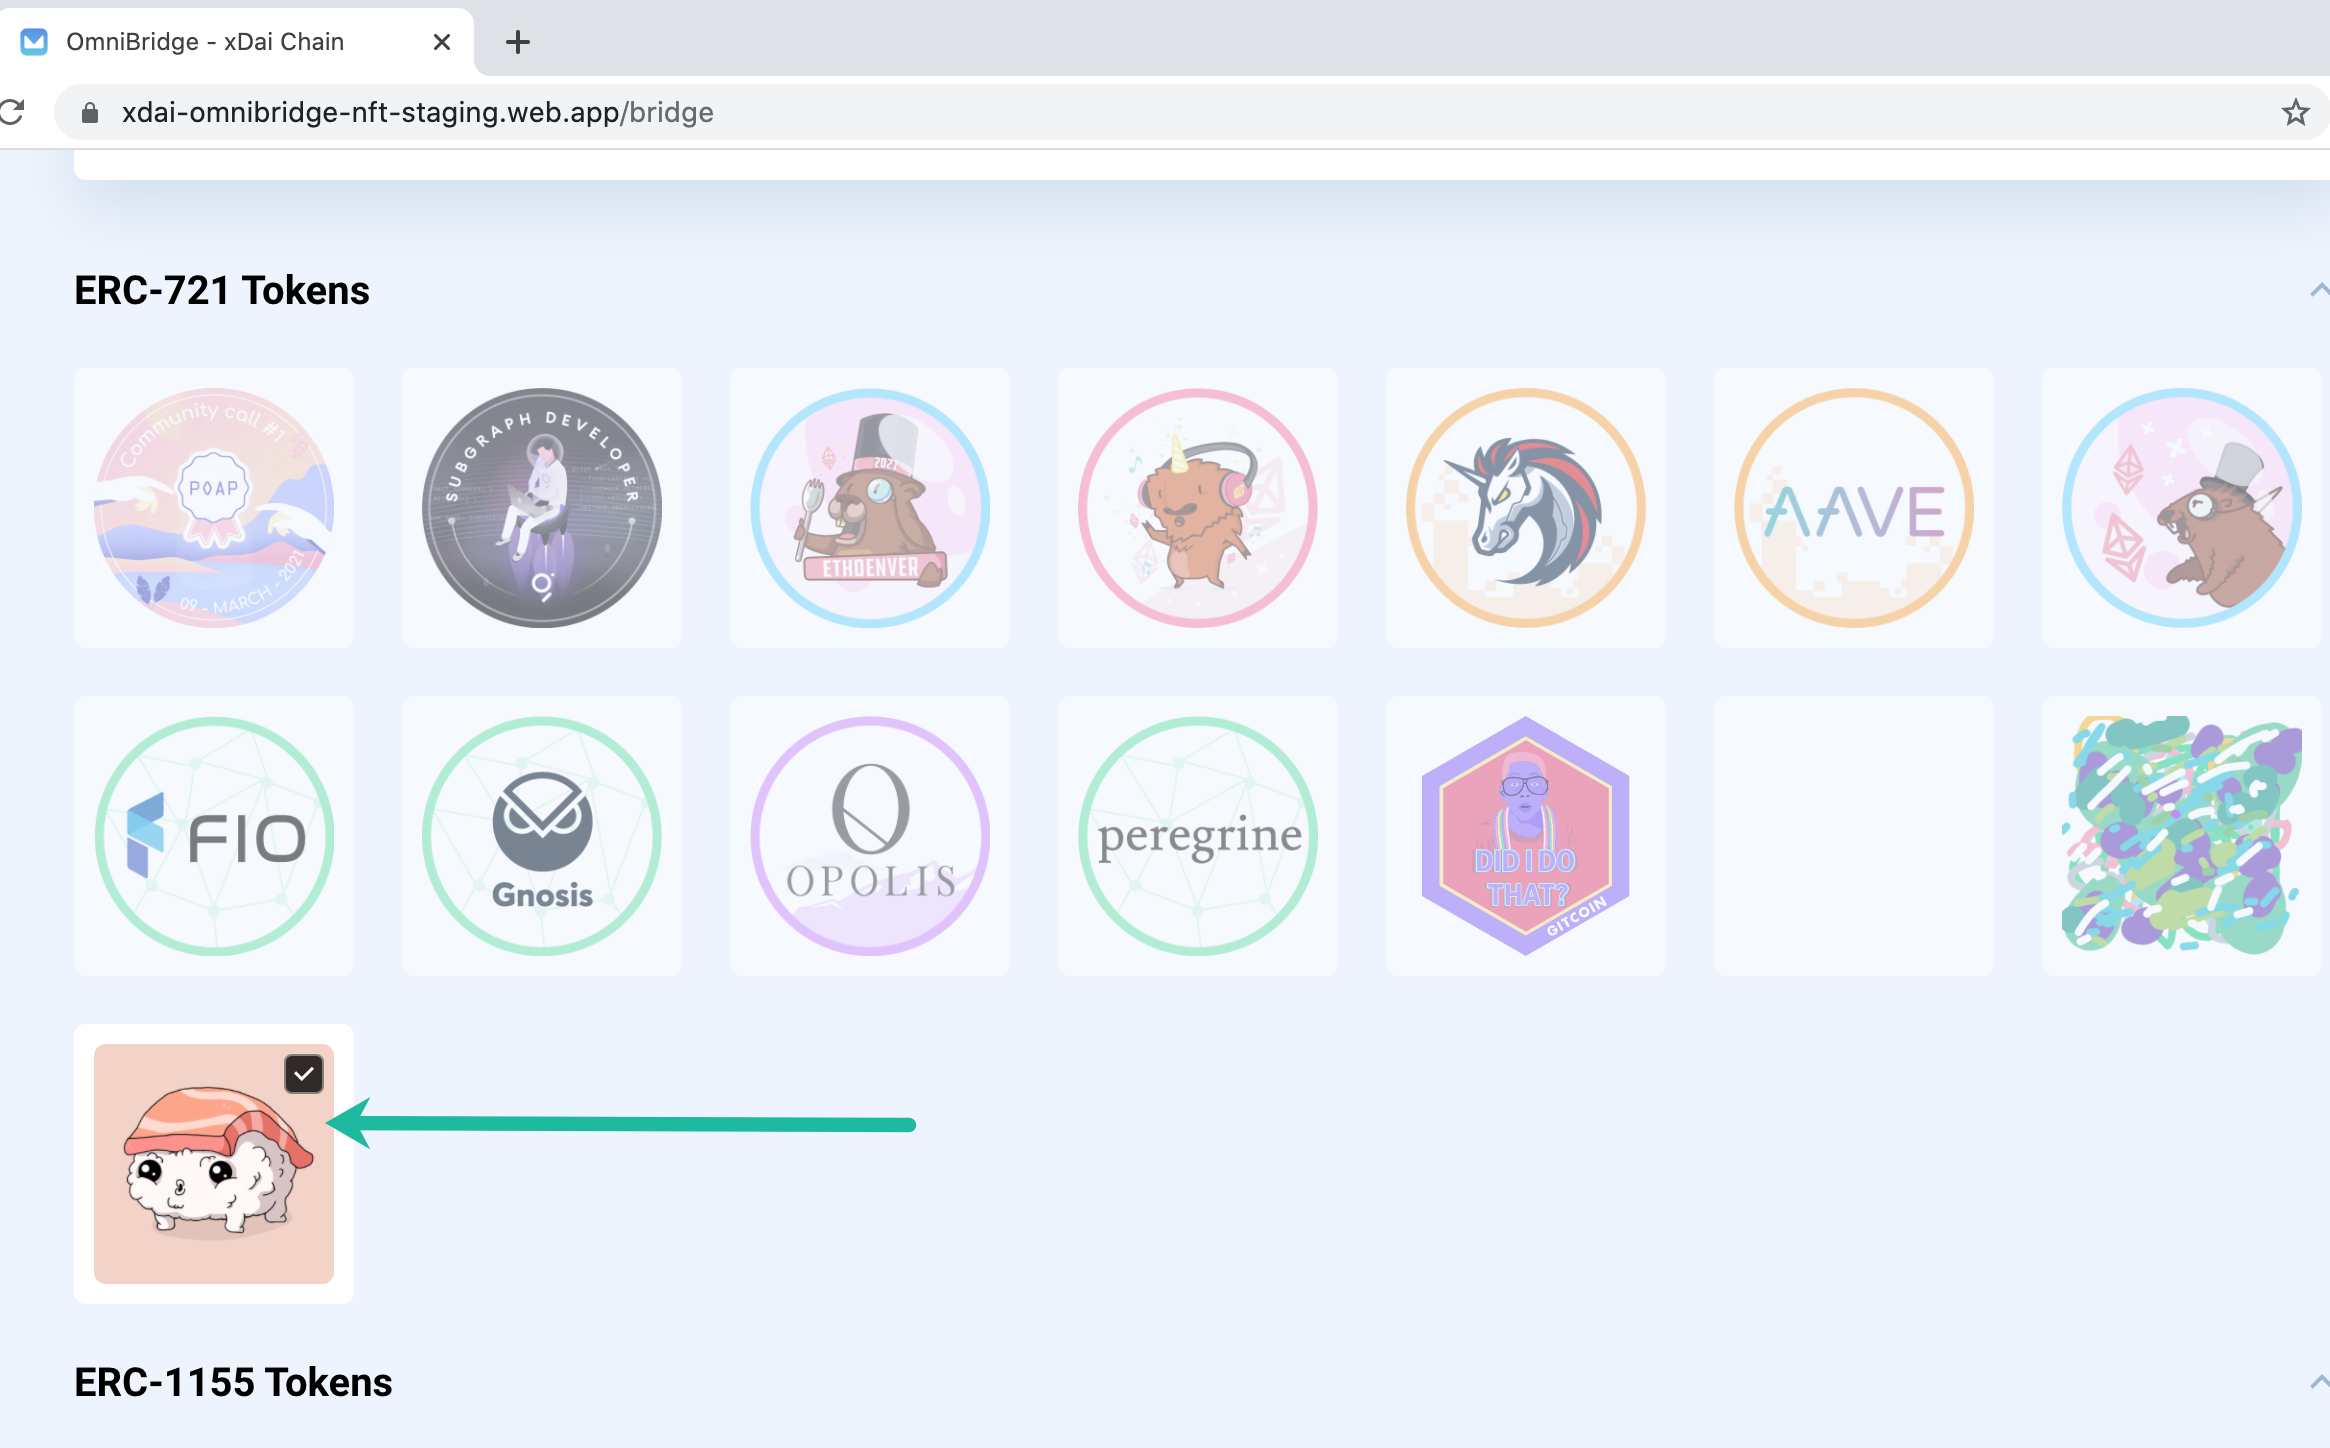 OmniBridge - xDai Chain
xdai-omnibridge-nft-staging.web.app/bridge
ERC-721 Tokens
Community call #1
POAP
09 - MARCH - 2021
SUBGRAPH DEVELOPER
2021
ETHDENVER
AAVE
FIO
Gnosis
OPOLIS
peregrine
DID I DO
THAT?
GITCOIN
ERC-1155 Tokens